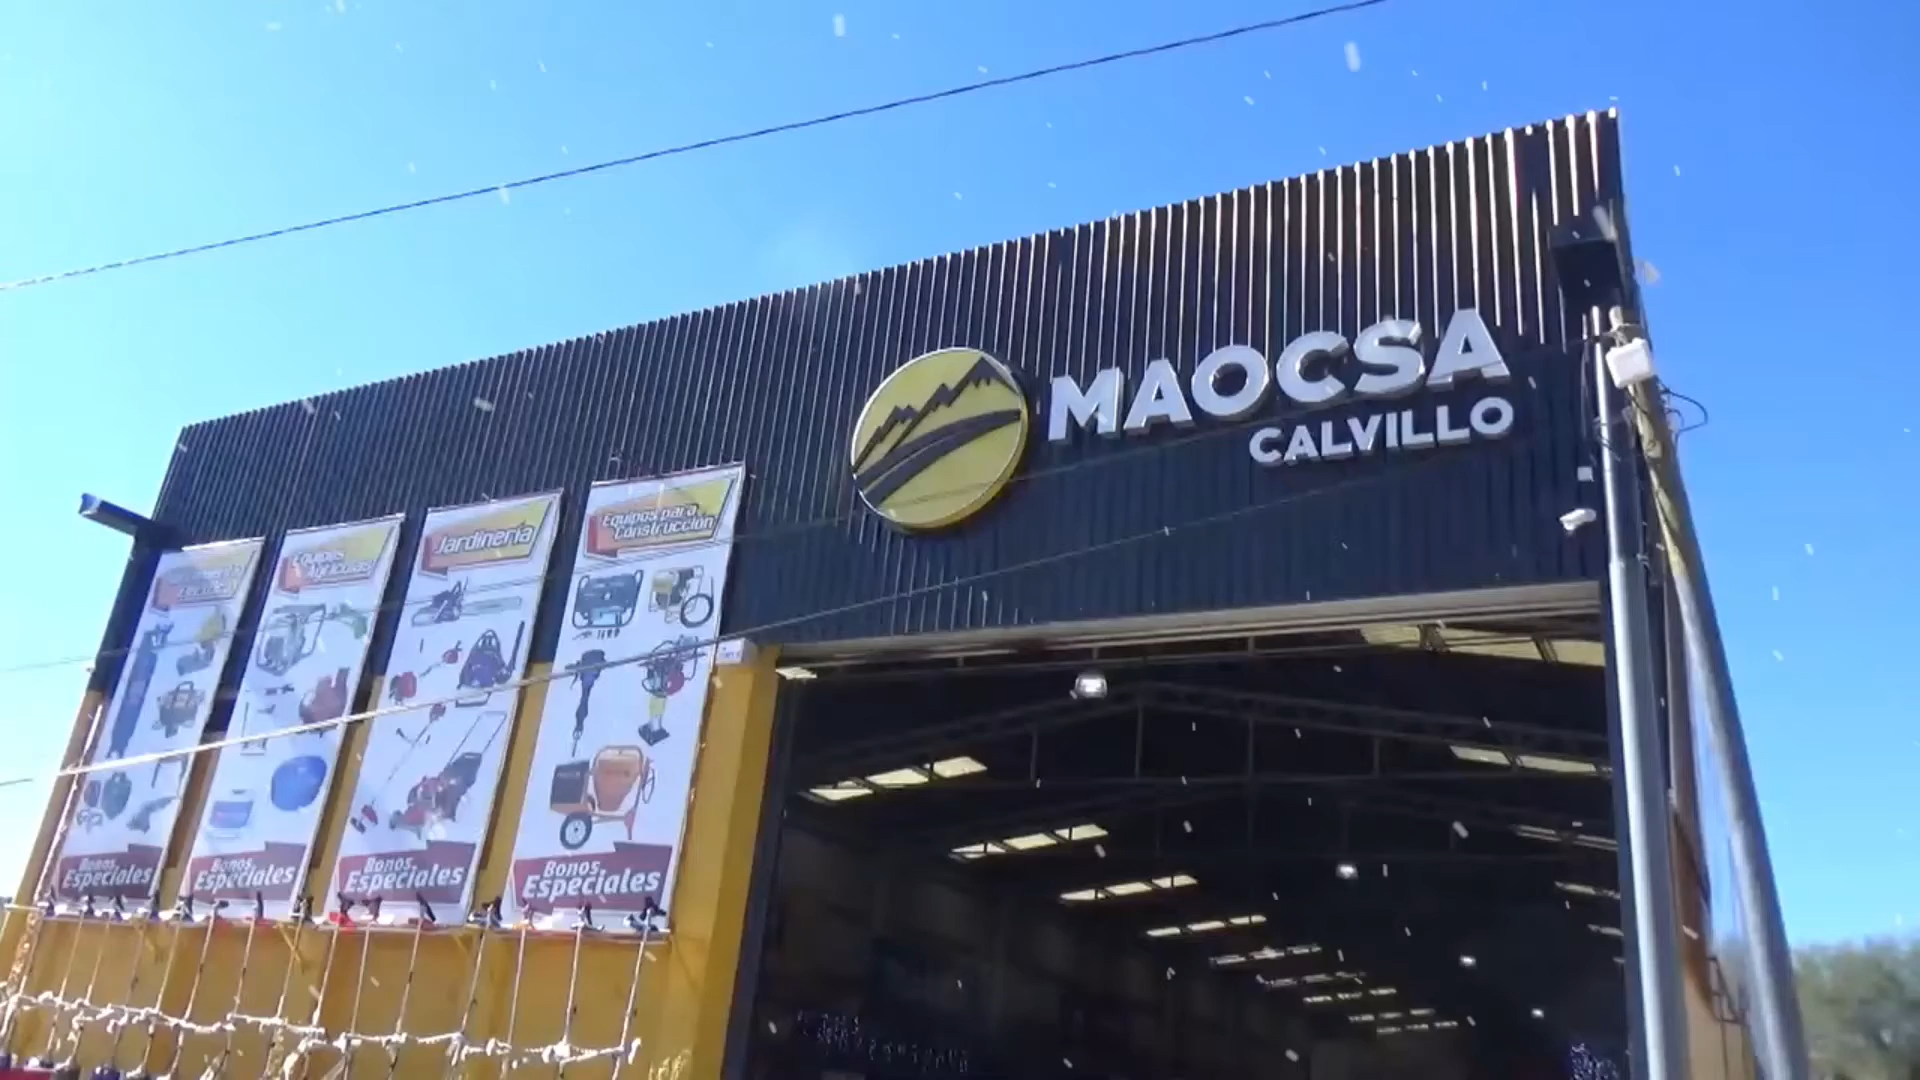 MAOCSA
CALVILLO
Equipos
Agrícolas
Jardinería
Equipos para
Construcción
Bonos
Especiales
Bonos
Especiales
Bonos
Especiales
Bonos
Especiales